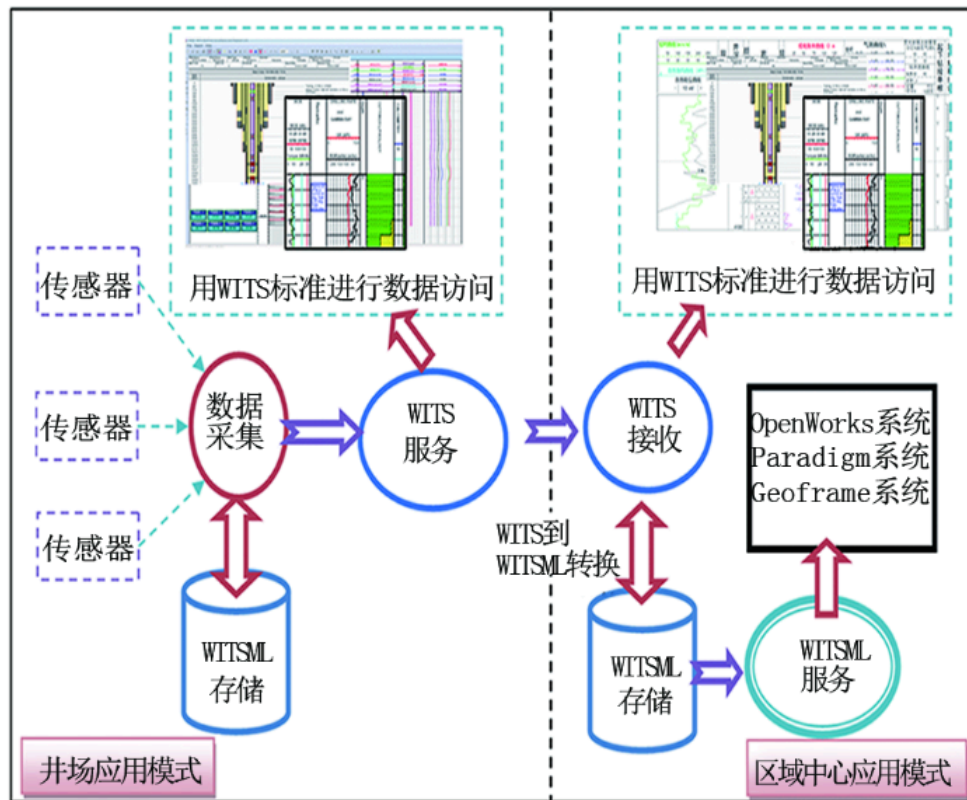 用WITS标准进行数据访问
用WITS标准进行数据访问
传感器
传感器
传感器
数据
采集
WITS
服务
WITS
接收
OpenWorks系统
Paradigm系统
Geoframe系统
WITS到
WITSML转换
WITSML
存储
WITSML
存储
WITSML
服务
井场应用模式
区域中心应用模式